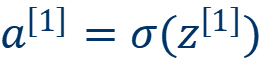 a^[1] = σ(z^[1])